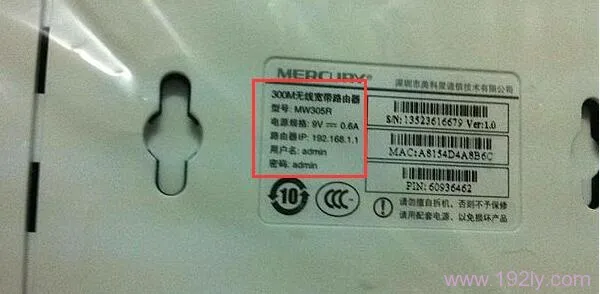 MERCURY®
300M无线宽带路由器
型号: MW305R
电源规格: 9V ⎓ 0.6A
路由器IP: 192.168.1.1
用户名: admin
密码: admin
深圳市美科星通信技术有限公司
S/N: 13523616679 Ver:1.0
MAC:A8154D4A8B6C
PIN: 60936462
10
CCC
请勿擅自拆机,否则不予保修
请用配套电源,以免损坏产品
www.192ly.com